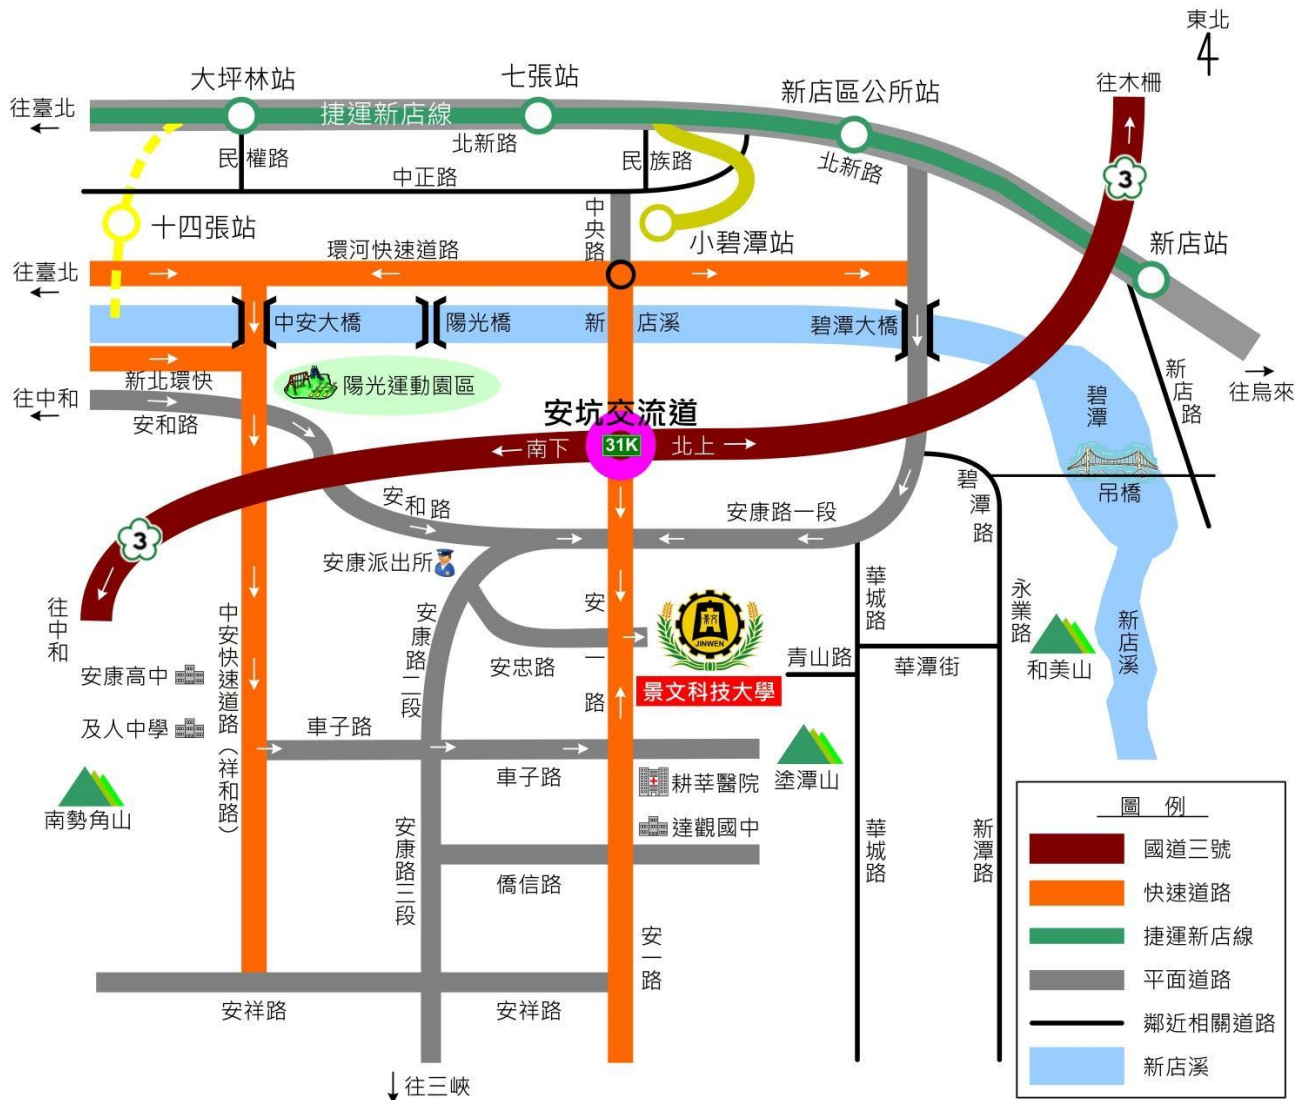 東北
大坪林站
七張站
新店區公所站
往木柵
往臺北
捷運新店線
3
北新路
民權路
民族路
北新路
中正路
十四張站
中央路
小碧潭站
新店站
環河快速道路
往臺北
中安大橋
陽光橋
新店溪
碧潭大橋
新北環快
陽光運動園區
往中和
安和路
往烏來
新店路
碧潭
安坑交流道
31K
南下
北上
吊橋
碧潭路
安和路
安康路一段
3
安康派出所
往中和
中安快速道路（祥和路）
安康路二段
安一路
JINWEN
景文
華城路
永業路
新店溪
安忠路
青山路
華潭街
和美山
安康高中
景文科技大學
及人中學
車子路
車子路
耕莘醫院
塗潭山
南勢角山
達觀國中
安康路三段
華城路
新潭路
僑信路
安一路
安祥路
安祥路
往三峽
圖例
國道三號
快速道路
捷運新店線
平面道路
鄰近相關道路
新店溪